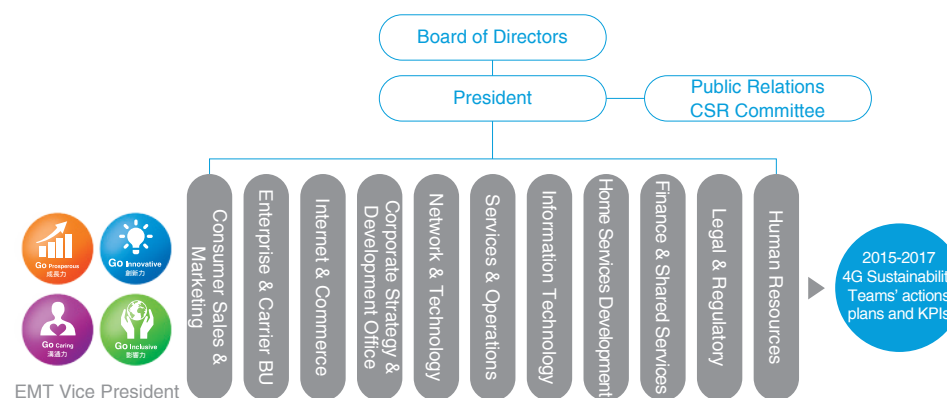 Board of Directors
President
Public Relations
CSR Committee
Consumer Sales &
Marketing
Enterprise & Carrier BU
Internet & Commerce
Corporate Strategy &
Development Office
Network & Technology
Services & Operations
Information Technology
Home Services Development
Finance & Shared Services
Legal & Regulatory
Human Resources
Go Prosperous
成長力
Go Innovative
創新力
Go Caring
溝通力
Go Inclusive
影響力
EMT Vice President
2015-2017
4G Sustainabilit
Teams' actions
plans and KPIs